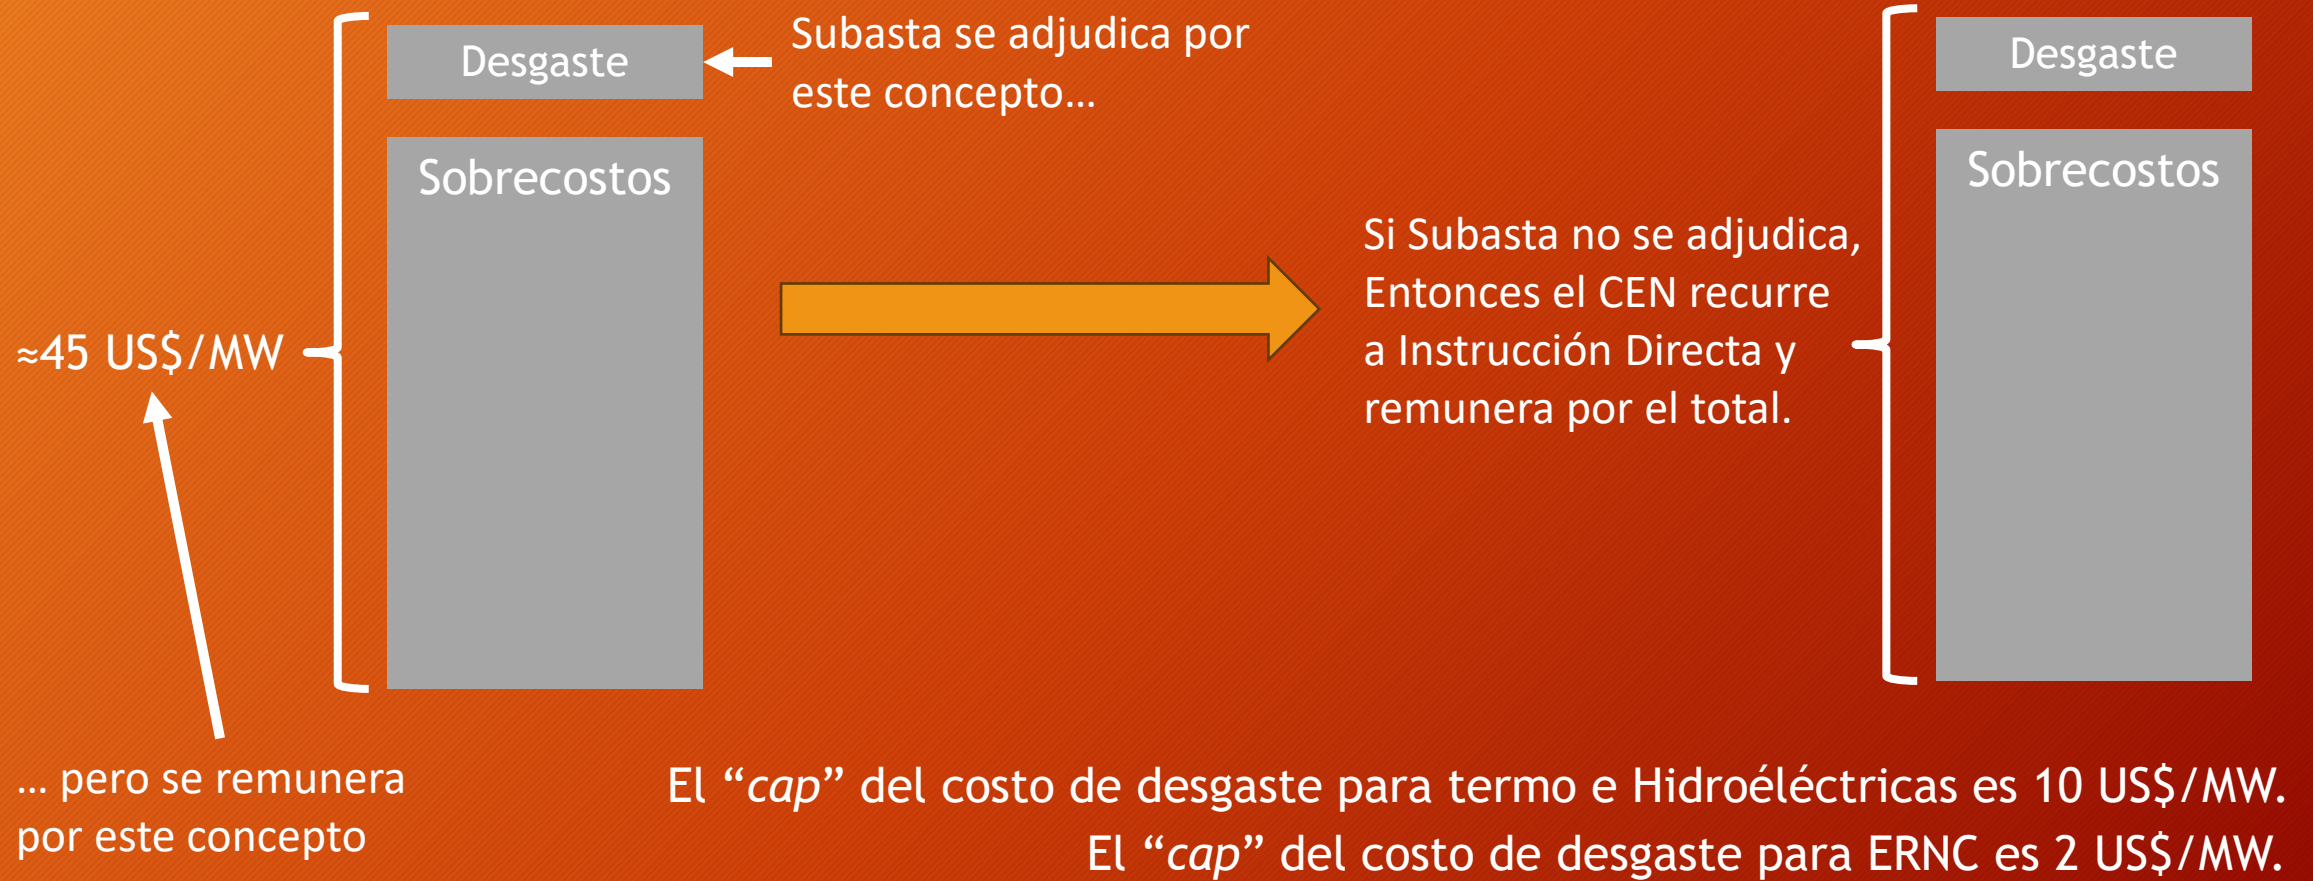 Desgaste
Subasta se adjudica por
este concepto...
Sobrecostos
≈45 US$/MW
... pero se remunera
por este concepto
Si Subasta no se adjudica,
Entonces el CEN recurre
a Instrucción Directa y
remunera por el total.
Desgaste
Sobrecostos
El “cap” del costo de desgaste para termo e Hidroéléctricas es 10 US$/MW.
El “cap” del costo de desgaste para ERNC es 2 US$/MW.